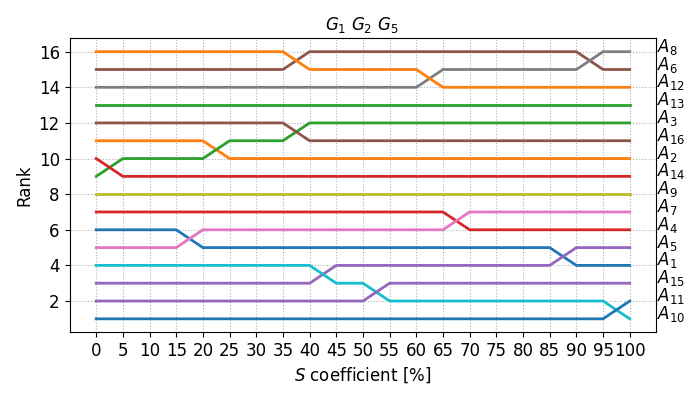 G₁ G₂ G₅
Rank
16
14
12
10
8
6
4
2
A₈
A₆
A₁₂
A₁₃
A₃
A₁₆
A₂
A₁₄
A₉
A₇
A₄
A₅
A₁
A₁₅
A₁₁
A₁₀
0 5 10 15 20 25 30 35 40 45 50 55 60 65 70 75 80 85 90 95 100
S coefficient [%]